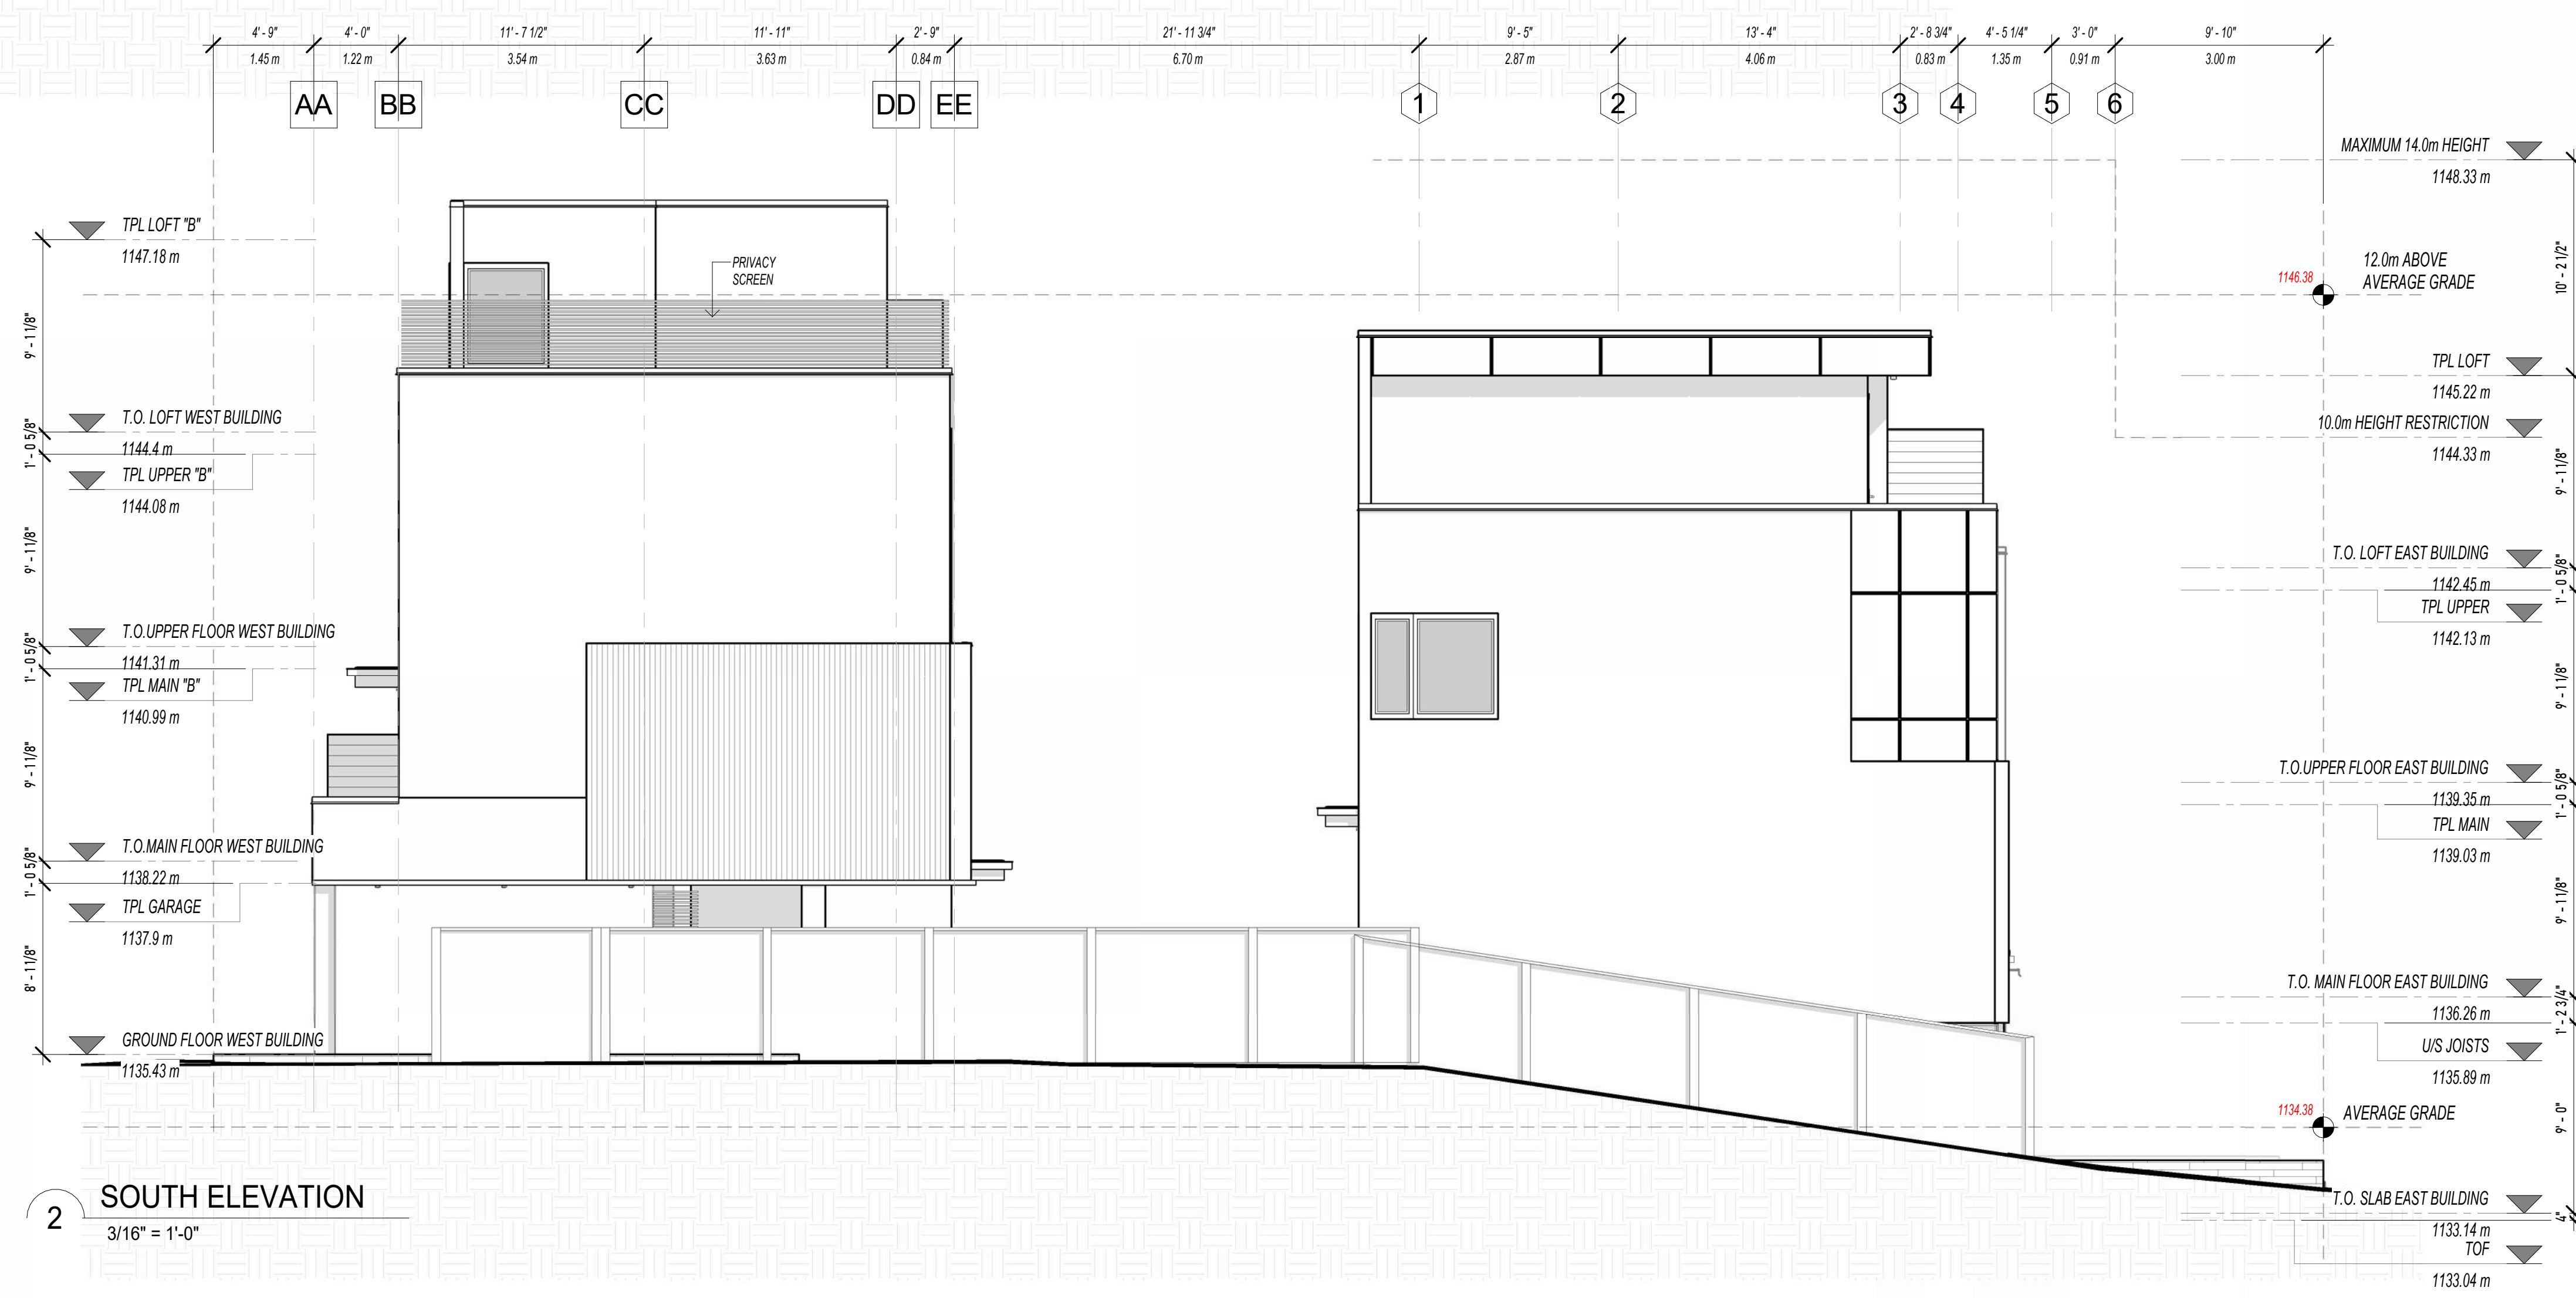 4' - 9" 4' - 0" 11' - 7 1/2" 11' - 11" 2' - 9" 21' - 11 3/4" 9' - 5" 13' - 4" 2' - 8 3/4" 4' - 5 1/4" 3' - 0" 9' - 10"
1.45 m 1.22 m 3.54 m 3.63 m 0.84 m 6.70 m 2.87 m 4.06 m 0.83 m 1.35 m 0.91 m 3.00 m
AA BB CC DD EE 1 2 3 4 5 6
TPL LOFT "B"
1147.18 m
9' - 1 1/8"
T.O. LOFT WEST BUILDING
1144.4 m
1' - 0 5/8"
TPL UPPER "B"
1144.08 m
9' - 1 1/8"
T.O.UPPER FLOOR WEST BUILDING
1141.31 m
1' - 0 5/8"
TPL MAIN "B"
1140.99 m
9' - 1 1/8"
T.O.MAIN FLOOR WEST BUILDING
1138.22 m
1' - 0 5/8"
TPL GARAGE
1137.9 m
8' - 1 1/8"
GROUND FLOOR WEST BUILDING
1135.43 m
PRIVACY
SCREEN
MAXIMUM 14.0m HEIGHT
1148.33 m
10' - 2 1/2"
1146.38
12.0m ABOVE
AVERAGE GRADE
TPL LOFT
1145.22 m
10.0m HEIGHT RESTRICTION
1144.33 m
9' - 1 1/8"
T.O. LOFT EAST BUILDING
1142.45 m
1' - 0 5/8"
TPL UPPER
1142.13 m
9' - 1 1/8"
T.O.UPPER FLOOR EAST BUILDING
1139.35 m
1' - 0 5/8"
TPL MAIN
1139.03 m
9' - 1 1/8"
T.O. MAIN FLOOR EAST BUILDING
1136.26 m
1' - 2 3/4"
U/S JOISTS
1135.89 m
1134.38
AVERAGE GRADE
9' - 0"
T.O. SLAB EAST BUILDING
1133.14 m
4"
TOF
1133.04 m
2
SOUTH ELEVATION
3/16" = 1'-0"